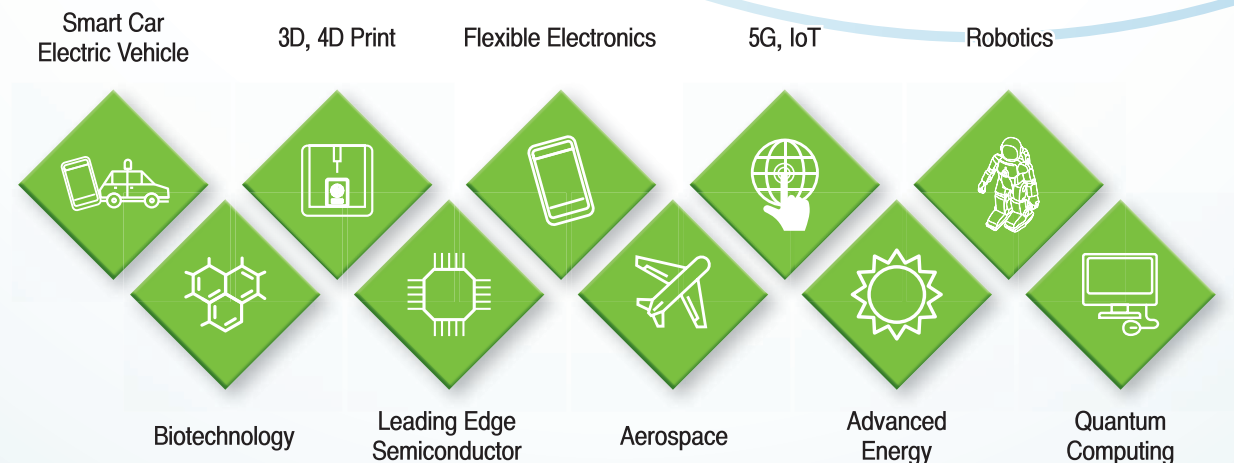 Smart Car
Electric Vehicle
3D, 4D Print
Flexible Electronics
5G, IoT
Robotics
Biotechnology
Leading Edge
Semiconductor
Aerospace
Advanced
Energy
Quantum
Computing